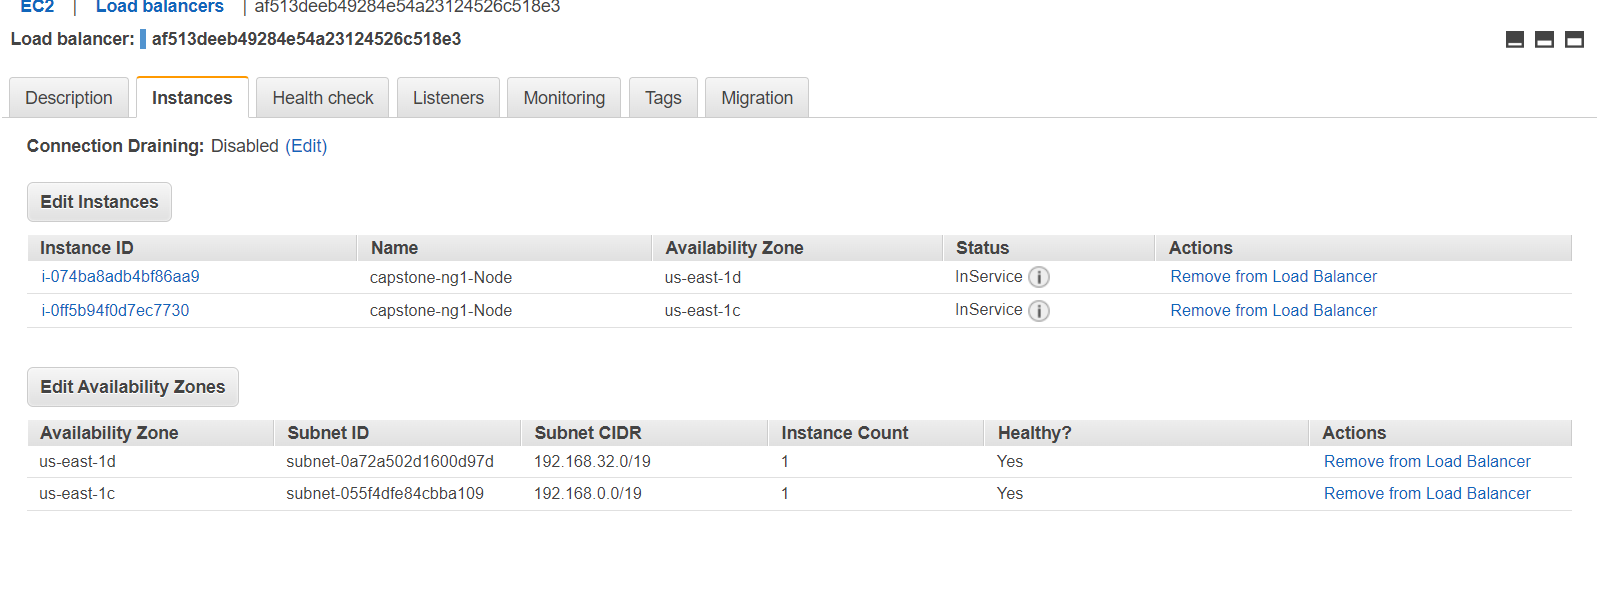 EC2 | Load balancers | af513deeb49284e54a23124526c518e3
Load balancer: af513deeb49284e54a23124526c518e3
Description Instances Health check Listeners Monitoring Tags Migration
Connection Draining: Disabled (Edit)
Edit Instances
Instance ID Name Availability Zone Status Actions
i-074ba8adb4bf86aa9 capstone-ng1-Node us-east-1d InService i Remove from Load Balancer
i-0ff5b94f0d7ec7730 capstone-ng1-Node us-east-1c InService i Remove from Load Balancer
Edit Availability Zones
Availability Zone Subnet ID Subnet CIDR Instance Count Healthy? Actions
us-east-1d subnet-0a72a502d1600d97d 192.168.32.0/19 1 Yes Remove from Load Balancer
us-east-1c subnet-055f4dfe84cbba109 192.168.0.0/19 1 Yes Remove from Load Balancer